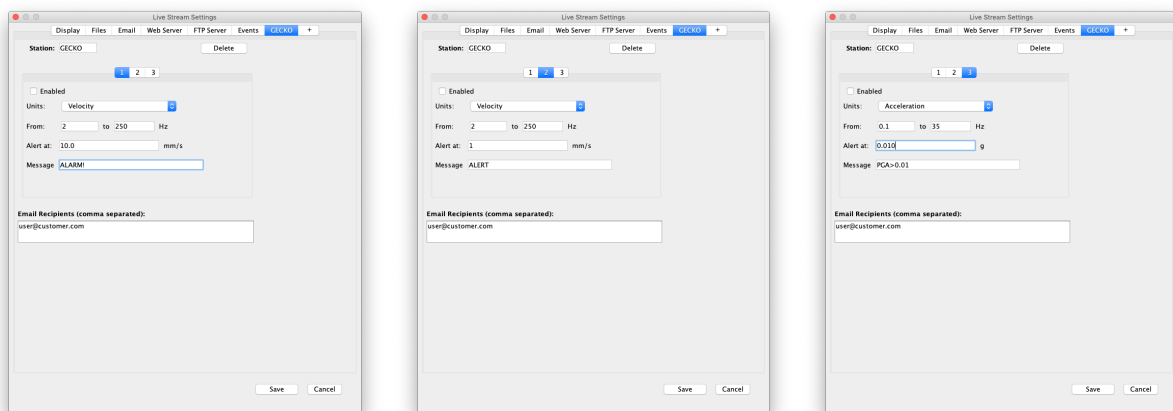 Live Stream Settings
Display Files Email Web Server FTP Server Events GECKO +
Station: GECKO Delete
1 2 3
Enabled
Units: Velocity
From: 2 to 250 Hz
Alert at: 10.0 mm/s
Message ALARM!
Email Recipients (comma separated):
user@customer.com
Save Cancel
Live Stream Settings
Display Files Email Web Server FTP Server Events GECKO +
Station: GECKO Delete
1 2 3
Enabled
Units: Velocity
From: 2 to 250 Hz
Alert at: 1 mm/s
Message ALERT
Email Recipients (comma separated):
user@customer.com
Save Cancel
Live Stream Settings
Display Files Email Web Server FTP Server Events GECKO +
Station: GECKO Delete
1 2 3
Enabled
Units: Acceleration
From: 0.1 to 35 Hz
Alert at: 0.010 g
Message PGA>0.01
Email Recipients (comma separated):
user@customer.com
Save Cancel